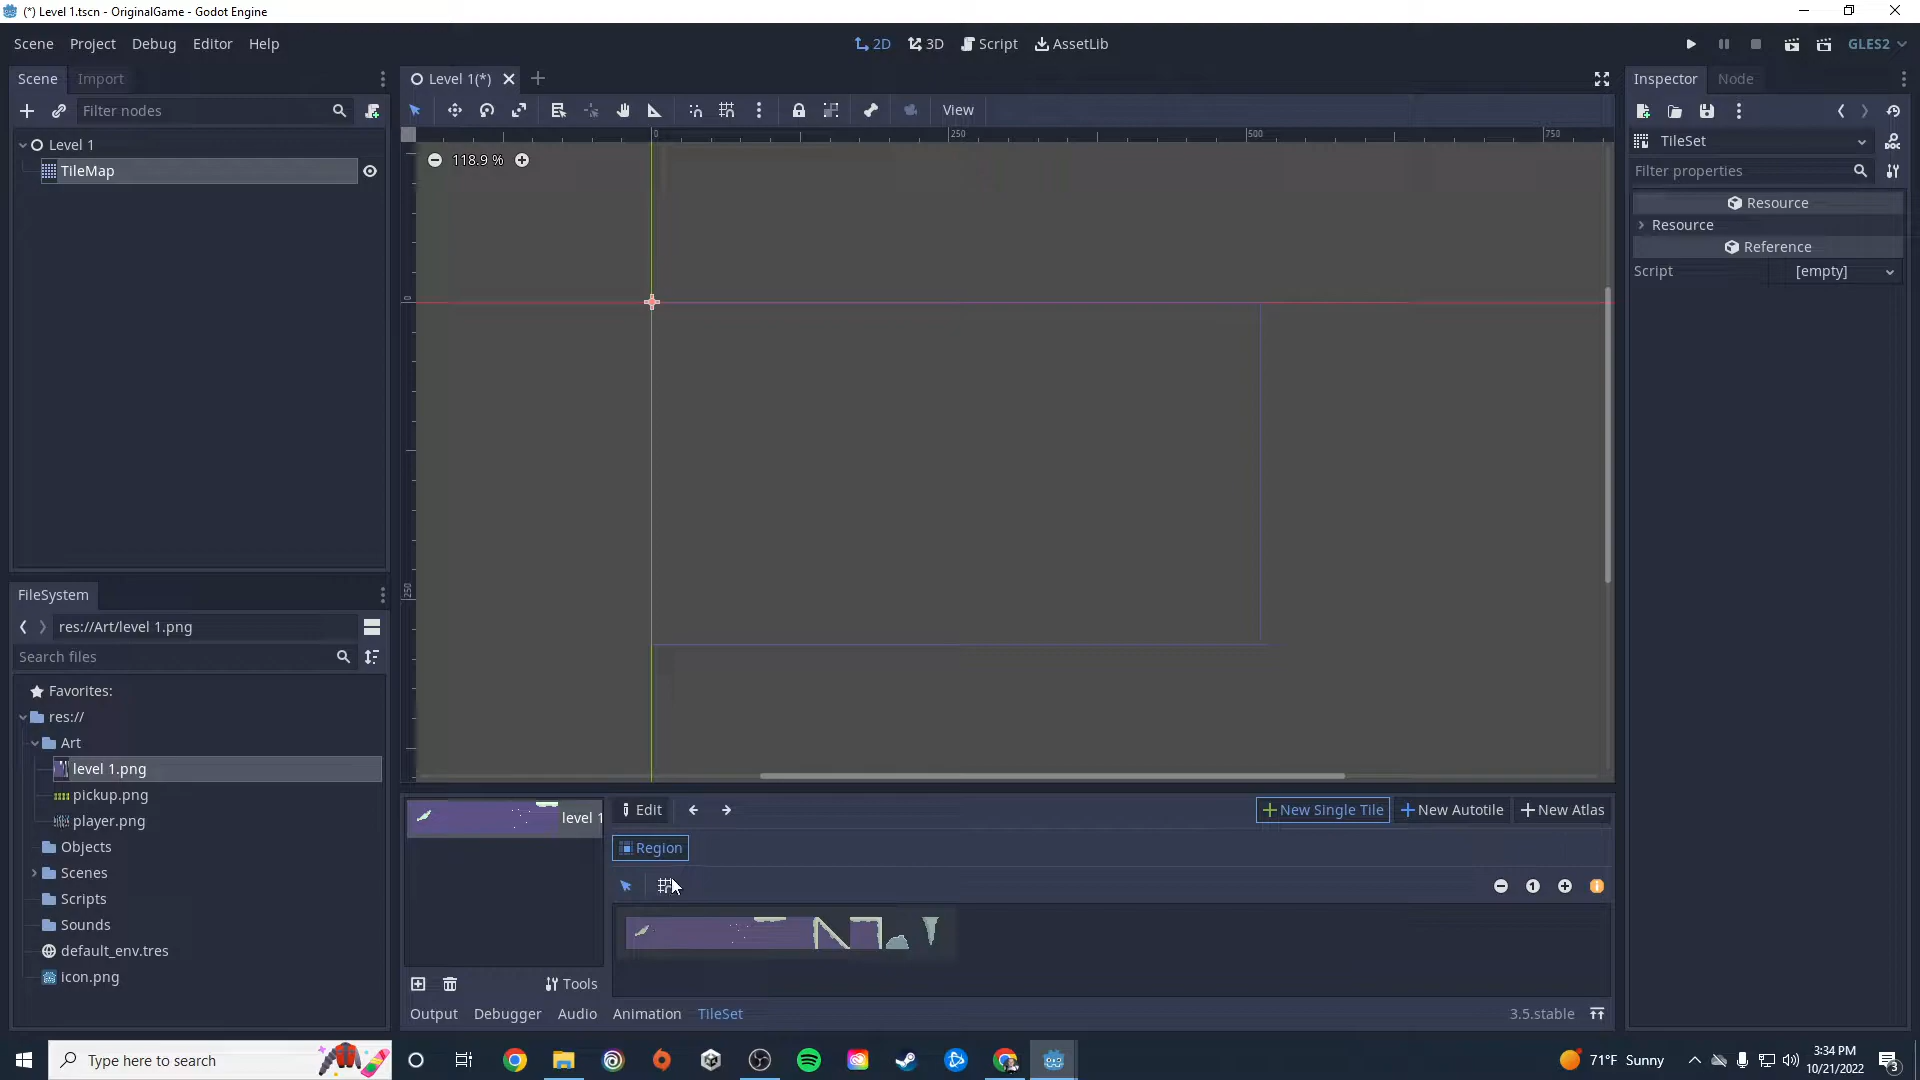 (*) Level 1.tscn - OriginalGame - Godot Engine
Scene Project Debug Editor Help
2D 3D Script AssetLib
GLES2
Scene Import
Level 1(*)
Inspector Node
Filter nodes
View
TileSet
Level 1
TileMap
118.9 %
0 250 500 750
0
250
Filter properties
Resource
Resource
Reference
Script [empty]
FileSystem
res://Art/level 1.png
Search files
Favorites:
res://
Art
level 1.png
pickup.png
player.png
Objects
Scenes
Scripts
Sounds
default_env.tres
icon.png
level 1
Edit
New Single Tile New Autotile New Atlas
Region
1
Tools
Output Debugger Audio Animation TileSet
3.5.stable
Type here to search
71°F Sunny
3:34 PM
10/21/2022
3